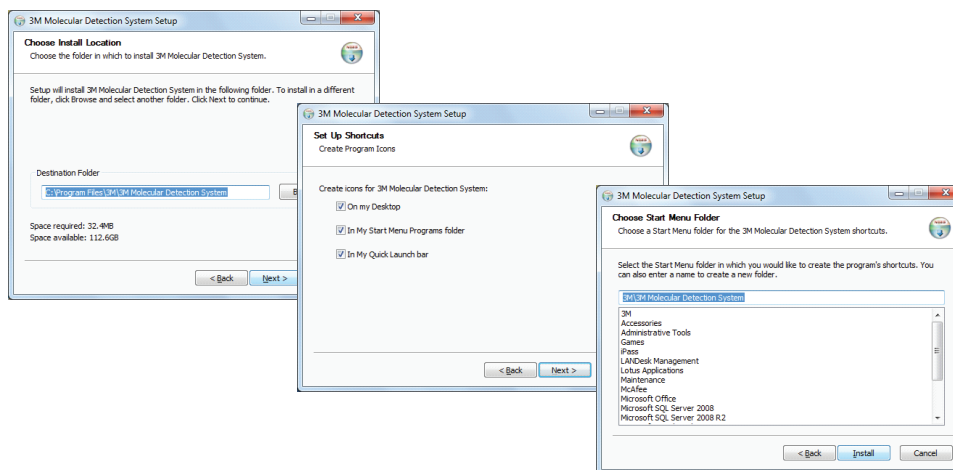 3M Molecular Detection System Setup
Choose Install Location
Choose the folder in which to install 3M Molecular Detection System.
Setup will install 3M Molecular Detection System in the following folder. To install in a different
folder, click Browse and select another folder. Click Next to continue.
Destination Folder
C:\Program Files\3M\3M Molecular Detection System
Space required: 32.4MB
Space available: 112.6GB
< Back
Next >
3M Molecular Detection System Setup
Set Up Shortcuts
Create Program Icons
Create icons for 3M Molecular Detection System:
On my Desktop
In My Start Menu Programs folder
In My Quick Launch bar
< Back
Next >
3M Molecular Detection System Setup
Choose Start Menu Folder
Choose a Start Menu folder for the 3M Molecular Detection System shortcuts.
Select the Start Menu folder in which you would like to create the program's shortcuts. You
can also enter a name to create a new folder.
3M\3M Molecular Detection System
3M
Accessories
Administrative Tools
Games
iPass
LANDesk Management
Lotus Applications
Maintenance
McAfee
Microsoft Office
Microsoft SQL Server 2008
Microsoft SQL Server 2008 R2
< Back
Install
Cancel